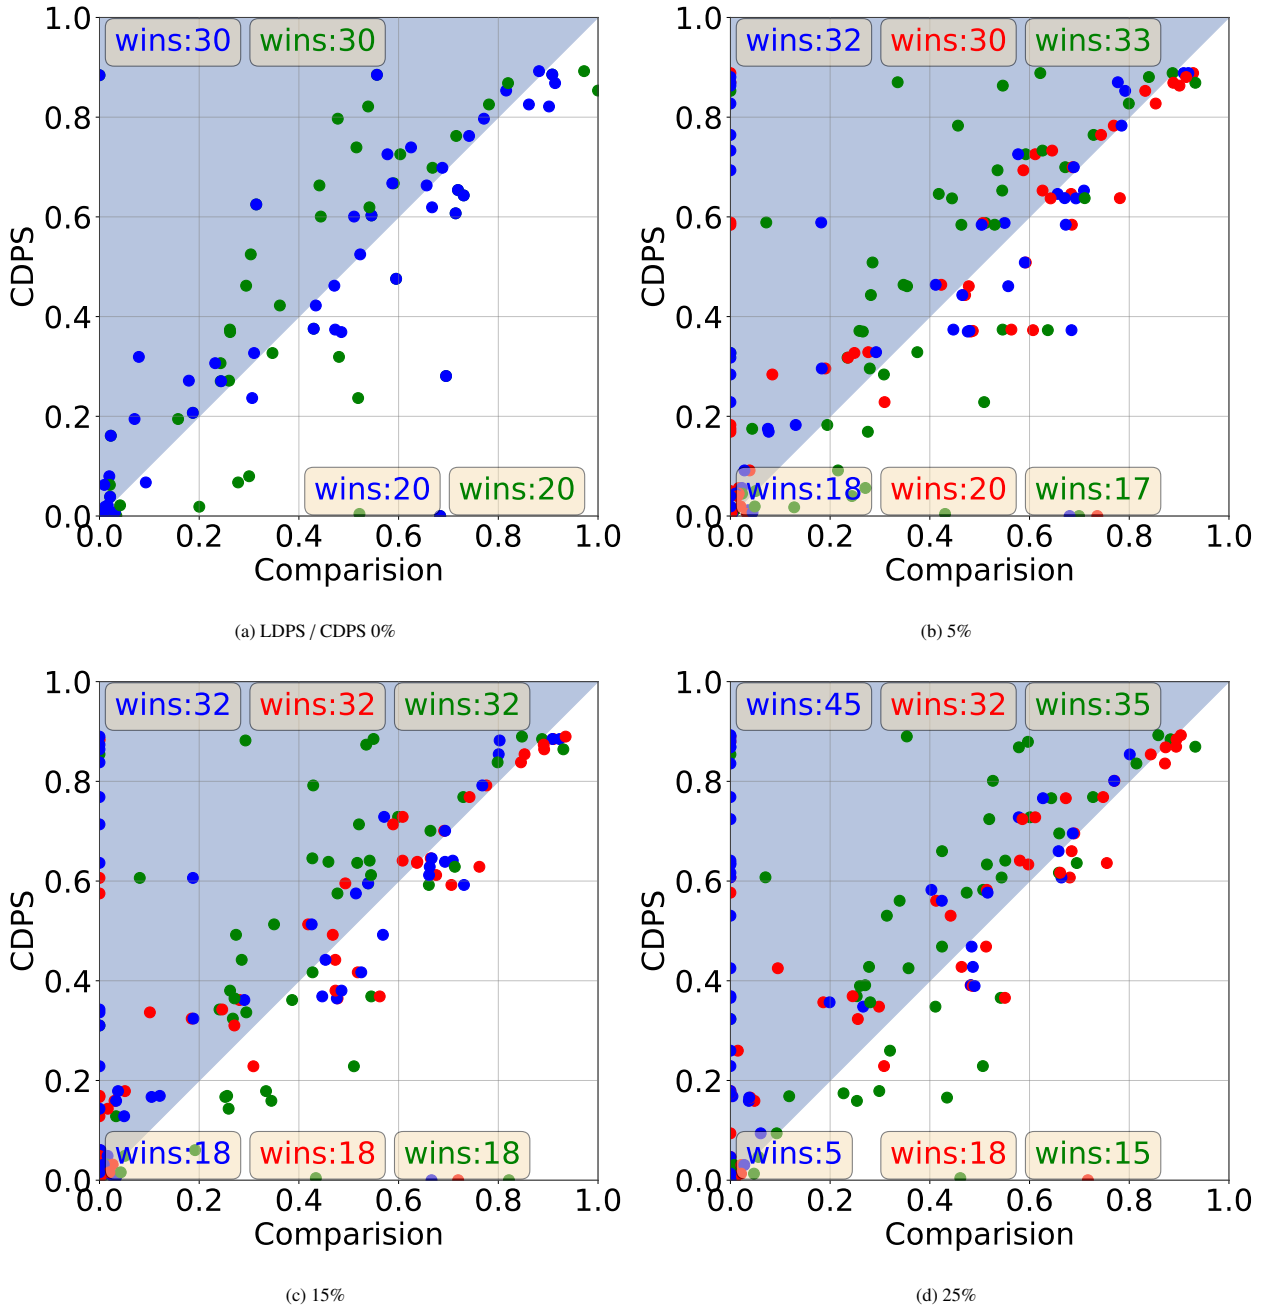 1.0
0.8
0.6
0.4
0.2
0.0
CDPS
wins:30 wins:30
wins:20 wins:20
0.0 0.2 0.4 0.6 0.8 1.0
Comparision
(a) LDPS / CDPS 0%
1.0
0.8
0.6
0.4
0.2
0.0
CDPS
wins:32 wins:30 wins:33
wins:18 wins:20 wins:17
0.0 0.2 0.4 0.6 0.8 1.0
Comparision
(b) 5%
1.0
0.8
0.6
0.4
0.2
0.0
CDPS
wins:32 wins:32 wins:32
wins:18 wins:18 wins:18
0.0 0.2 0.4 0.6 0.8 1.0
Comparision
(c) 15%
1.0
0.8
0.6
0.4
0.2
0.0
CDPS
wins:45 wins:32 wins:35
wins:5 wins:18 wins:15
0.0 0.2 0.4 0.6 0.8 1.0
Comparision
(d) 25%